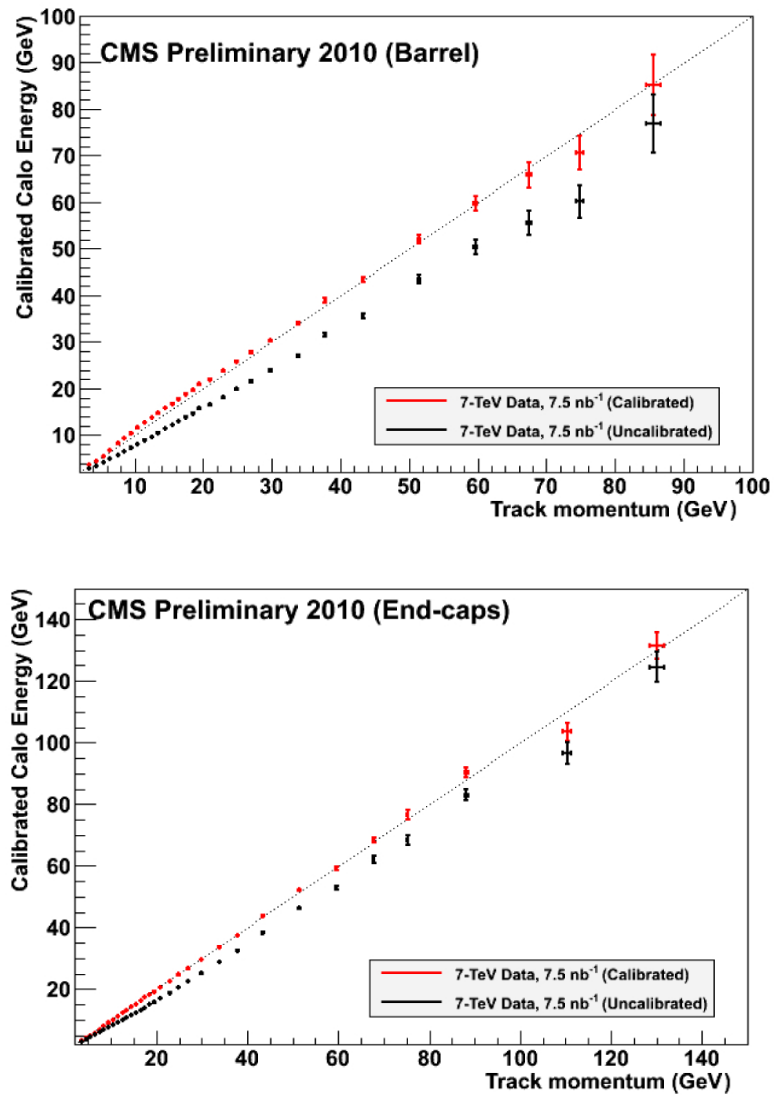 CMS Preliminary 2010 (Barrel)
Calibrated Calo Energy (GeV)
100
90
80
70
60
50
40
30
20
10
7-TeV Data, 7.5 nb⁻¹ (Calibrated)
7-TeV Data, 7.5 nb⁻¹ (Uncalibrated)
10 20 30 40 50 60 70 80 90 100
Track momentum (GeV)
CMS Preliminary 2010 (End-caps)
Calibrated Calo Energy (GeV)
140
120
100
80
60
40
20
7-TeV Data, 7.5 nb⁻¹ (Calibrated)
7-TeV Data, 7.5 nb⁻¹ (Uncalibrated)
20 40 60 80 100 120 140
Track momentum (GeV)